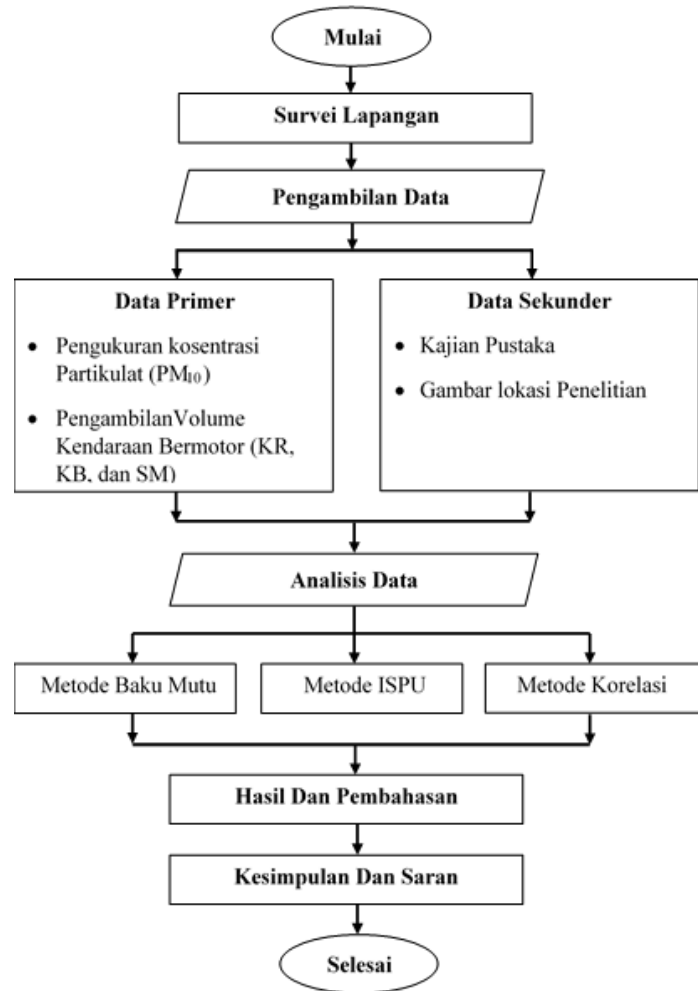 Mulai
Survei Lapangan
Pengambilan Data
Data Primer
• Pengukuran kosentrasi
Partikulat (PM₁₀)
• PengambilanVolume
Kendaraan Bermotor (KR,
KB, dan SM)
Data Sekunder
• Kajian Pustaka
• Gambar lokasi Penelitian
Analisis Data
Metode Baku Mutu
Metode ISPU
Metode Korelasi
Hasil Dan Pembahasan
Kesimpulan Dan Saran
Selesai